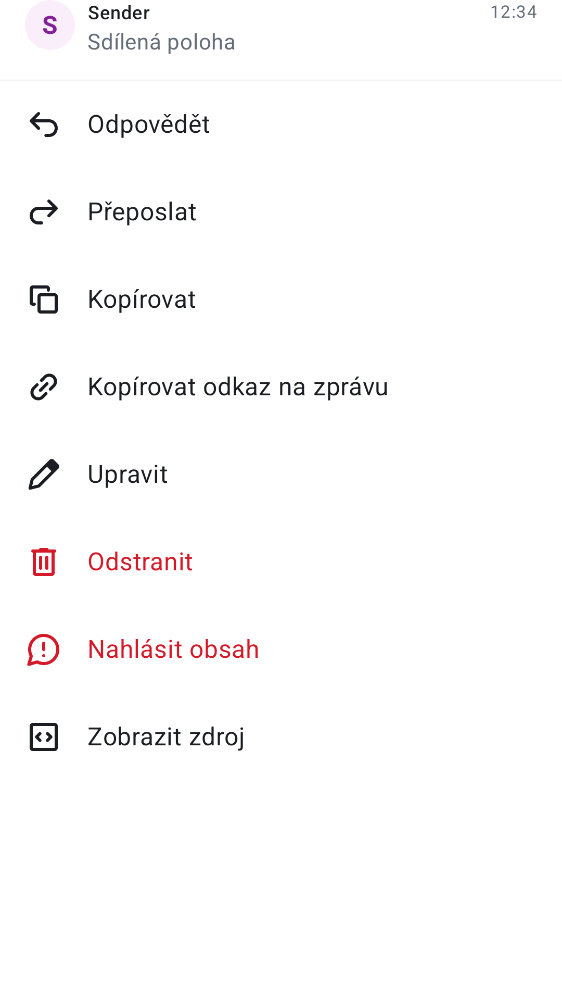 S
Sender
12:34
Sdílená poloha
Odpovědět
Přeposlat
Kopírovat
Kopírovat odkaz na zprávu
Upravit
Odstranit
Nahlásit obsah
Zobrazit zdroj